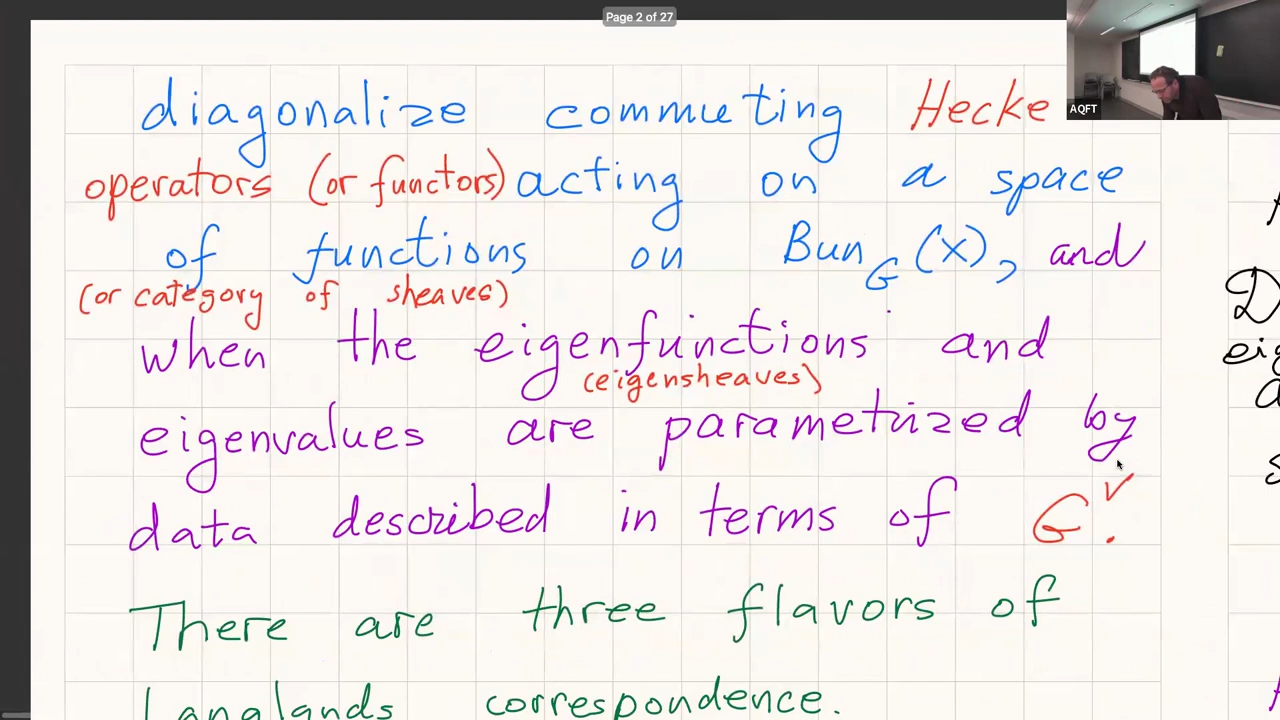 Page 2 of 27
AQFT
diagonalize commuting Hecke
operators (or functors) acting on a space
of functions on Bun_G (X), and
(or category of sheaves)
when the eigenfunctions and
(eigensheaves)
eigenvalues are parametrized by
data described in terms of G^∨.
There are three flavors of
Langlands correspondence.